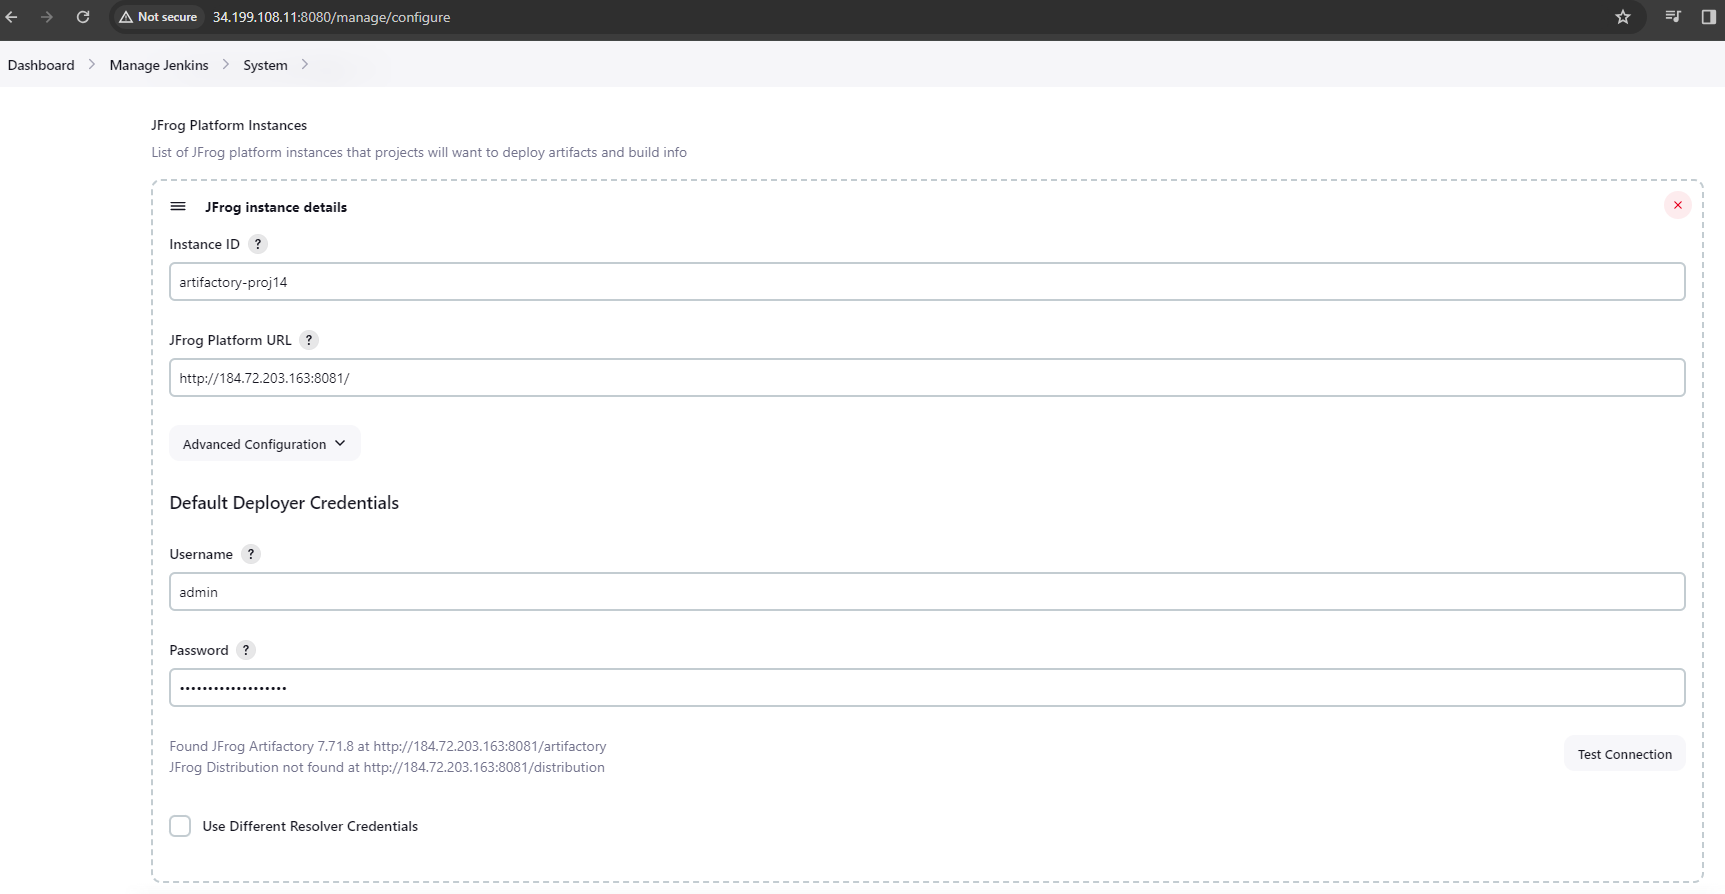 Not secure 34.199.108.11:8080/manage/configure
Dashboard Manage Jenkins System
JFrog Platform Instances
List of JFrog platform instances that projects will want to deploy artifacts and build info
JFrog instance details
Instance ID ?
artifactory-proj14
JFrog Platform URL ?
http://184.72.203.163:8081/
Advanced Configuration
Default Deployer Credentials
Username ?
admin
Password ?
•••••••••••••••••••
Found JFrog Artifactory 7.71.8 at http://184.72.203.163:8081/artifactory
JFrog Distribution not found at http://184.72.203.163:8081/distribution
Test Connection
Use Different Resolver Credentials